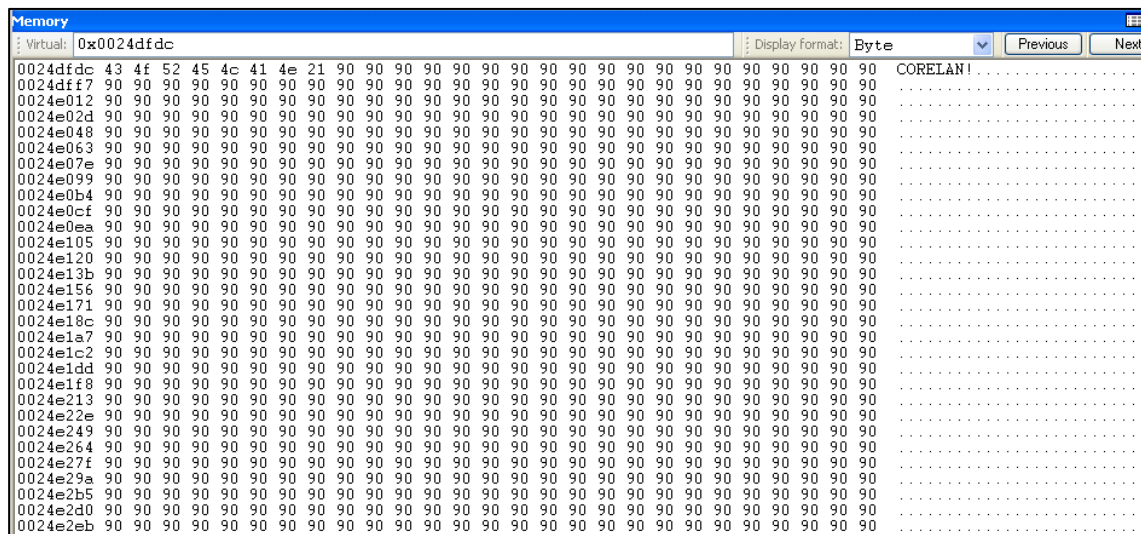 Memory
Virtual: 0x0024dfdc Display format: Byte Previous Next
0024dfdc 43 4f 52 45 4c 41 4e 21 90 90 90 90 90 90 90 90 90 90 90 90 90 90 90 90 90 90 90 CORELAN!..................
0024dff7 90 90 90 90 90 90 90 90 90 90 90 90 90 90 90 90 90 90 90 90 90 90 90 90 90 90 90 ..........................
0024e012 90 90 90 90 90 90 90 90 90 90 90 90 90 90 90 90 90 90 90 90 90 90 90 90 90 90 90 ..........................
0024e02d 90 90 90 90 90 90 90 90 90 90 90 90 90 90 90 90 90 90 90 90 90 90 90 90 90 90 90 ..........................
0024e048 90 90 90 90 90 90 90 90 90 90 90 90 90 90 90 90 90 90 90 90 90 90 90 90 90 90 90 ..........................
0024e063 90 90 90 90 90 90 90 90 90 90 90 90 90 90 90 90 90 90 90 90 90 90 90 90 90 90 90 ..........................
0024e07e 90 90 90 90 90 90 90 90 90 90 90 90 90 90 90 90 90 90 90 90 90 90 90 90 90 90 90 ..........................
0024e099 90 90 90 90 90 90 90 90 90 90 90 90 90 90 90 90 90 90 90 90 90 90 90 90 90 90 90 ..........................
0024e0b4 90 90 90 90 90 90 90 90 90 90 90 90 90 90 90 90 90 90 90 90 90 90 90 90 90 90 90 ..........................
0024e0cf 90 90 90 90 90 90 90 90 90 90 90 90 90 90 90 90 90 90 90 90 90 90 90 90 90 90 90 ..........................
0024e0ea 90 90 90 90 90 90 90 90 90 90 90 90 90 90 90 90 90 90 90 90 90 90 90 90 90 90 90 ..........................
0024e105 90 90 90 90 90 90 90 90 90 90 90 90 90 90 90 90 90 90 90 90 90 90 90 90 90 90 90 ..........................
0024e120 90 90 90 90 90 90 90 90 90 90 90 90 90 90 90 90 90 90 90 90 90 90 90 90 90 90 90 ..........................
0024e13b 90 90 90 90 90 90 90 90 90 90 90 90 90 90 90 90 90 90 90 90 90 90 90 90 90 90 90 ..........................
0024e156 90 90 90 90 90 90 90 90 90 90 90 90 90 90 90 90 90 90 90 90 90 90 90 90 90 90 90 ..........................
0024e171 90 90 90 90 90 90 90 90 90 90 90 90 90 90 90 90 90 90 90 90 90 90 90 90 90 90 90 ..........................
0024e18c 90 90 90 90 90 90 90 90 90 90 90 90 90 90 90 90 90 90 90 90 90 90 90 90 90 90 90 ..........................
0024e1a7 90 90 90 90 90 90 90 90 90 90 90 90 90 90 90 90 90 90 90 90 90 90 90 90 90 90 90 ..........................
0024e1c2 90 90 90 90 90 90 90 90 90 90 90 90 90 90 90 90 90 90 90 90 90 90 90 90 90 90 90 ..........................
0024e1dd 90 90 90 90 90 90 90 90 90 90 90 90 90 90 90 90 90 90 90 90 90 90 90 90 90 90 90 ..........................
0024e1f8 90 90 90 90 90 90 90 90 90 90 90 90 90 90 90 90 90 90 90 90 90 90 90 90 90 90 90 ..........................
0024e213 90 90 90 90 90 90 90 90 90 90 90 90 90 90 90 90 90 90 90 90 90 90 90 90 90 90 90 ..........................
0024e22e 90 90 90 90 90 90 90 90 90 90 90 90 90 90 90 90 90 90 90 90 90 90 90 90 90 90 90 ..........................
0024e249 90 90 90 90 90 90 90 90 90 90 90 90 90 90 90 90 90 90 90 90 90 90 90 90 90 90 90 ..........................
0024e264 90 90 90 90 90 90 90 90 90 90 90 90 90 90 90 90 90 90 90 90 90 90 90 90 90 90 90 ..........................
0024e27f 90 90 90 90 90 90 90 90 90 90 90 90 90 90 90 90 90 90 90 90 90 90 90 90 90 90 90 ..........................
0024e29a 90 90 90 90 90 90 90 90 90 90 90 90 90 90 90 90 90 90 90 90 90 90 90 90 90 90 90 ..........................
0024e2b5 90 90 90 90 90 90 90 90 90 90 90 90 90 90 90 90 90 90 90 90 90 90 90 90 90 90 90 ..........................
0024e2d0 90 90 90 90 90 90 90 90 90 90 90 90 90 90 90 90 90 90 90 90 90 90 90 90 90 90 90 ..........................
0024e2eb 90 90 90 90 90 90 90 90 90 90 90 90 90 90 90 90 90 90 90 90 90 90 90 90 90 90 90 ..........................